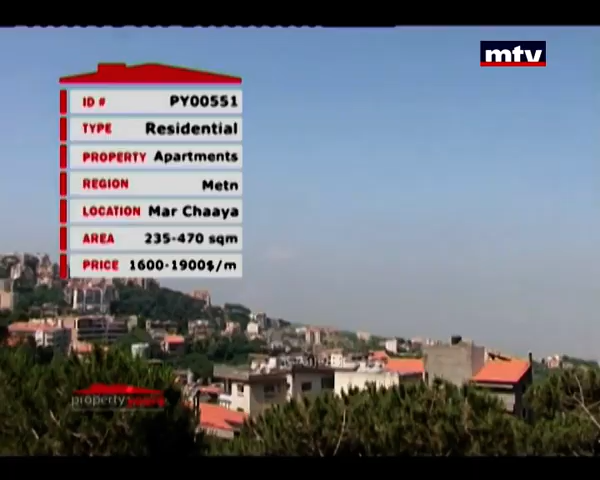 mtv
ID # PY00551
TYPE Residential
PROPERTY Apartments
REGION Metn
LOCATION Mar Chaaya
AREA 235-470 sqm
PRICE 1600-1900$/m
property